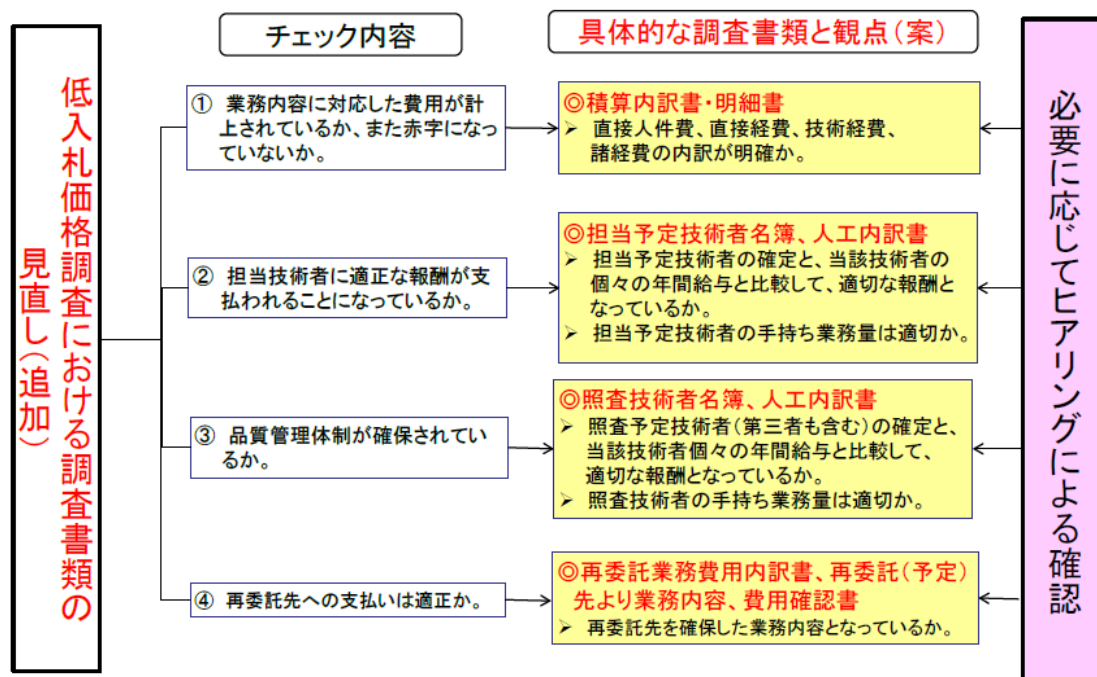 低入札価格調査における調査書類の
見直し（追加）
チェック内容
具体的な調査書類と観点（案）
① 業務内容に対応した費用が計
上されているか、また赤字になっ
ていないか。
◎積算内訳書・明細書
➢ 直接人件費、直接経費、技術経費、
諸経費の内訳が明確か。
② 担当技術者に適正な報酬が支
払われることになっているか。
◎担当予定技術者名簿、人工内訳書
➢ 担当予定技術者の確定と、当該技術者の
個々の年間給与と比較して、適切な報酬と
なっているか。
➢ 担当予定技術者の手持ち業務量は適切か。
③ 品質管理体制が確保されてい
るか。
◎照査技術者名簿、人工内訳書
➢ 照査予定技術者（第三者も含む）の確定と、
当該技術者個々の年間給与と比較して、
適切な報酬となっているか。
➢ 照査技術者の手持ち業務量は適切か。
④ 再委託先への支払いは適正か。
◎再委託業務費用内訳書、再委託（予定）
先より業務内容、費用確認書
➢ 再委託先を確保した業務内容となっているか。
必要に応じてヒアリングによる確認